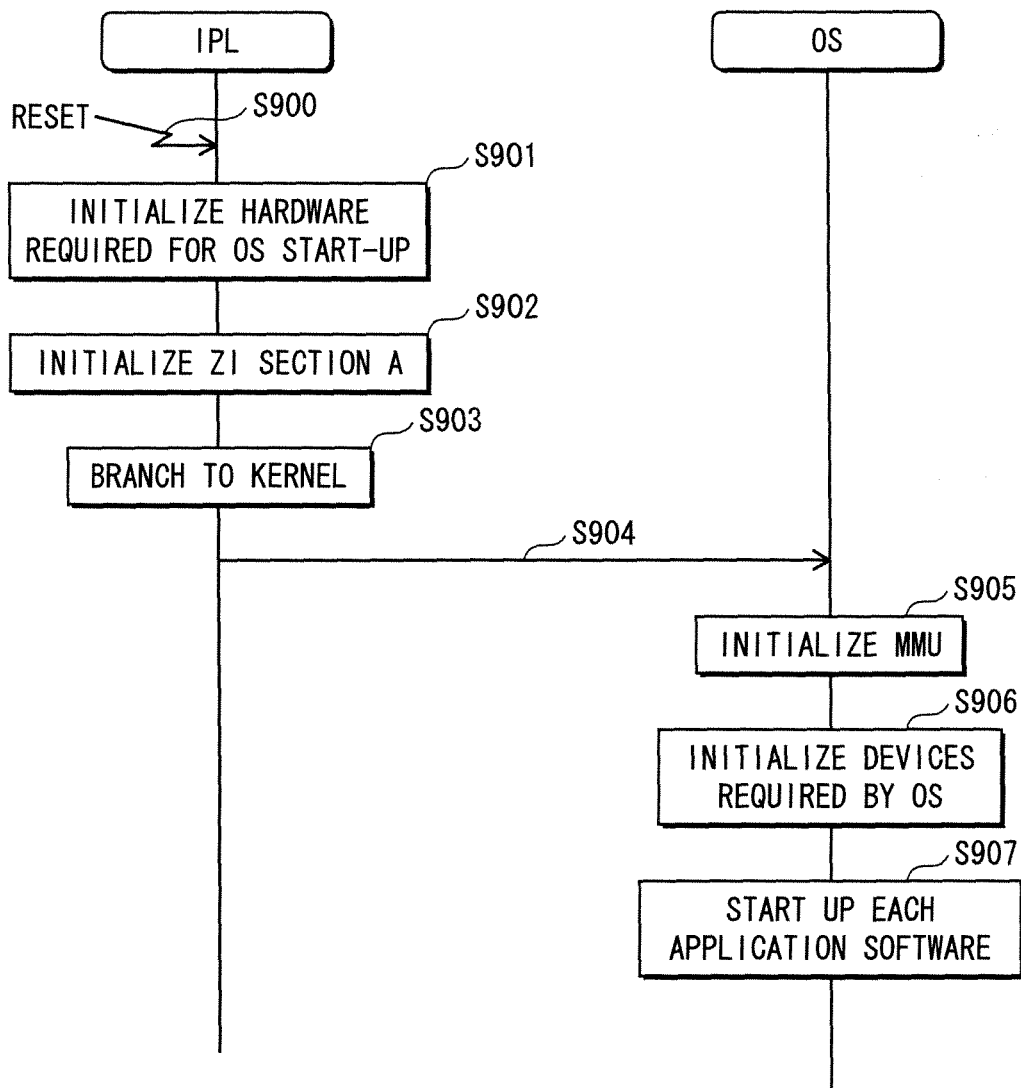 IPL
OS
RESET
S900
S901
INITIALIZE HARDWARE
REQUIRED FOR OS START-UP
S902
INITIALIZE ZI SECTION A
S903
BRANCH TO KERNEL
S904
S905
INITIALIZE MMU
S906
INITIALIZE DEVICES
REQUIRED BY OS
S907
START UP EACH
APPLICATION SOFTWARE